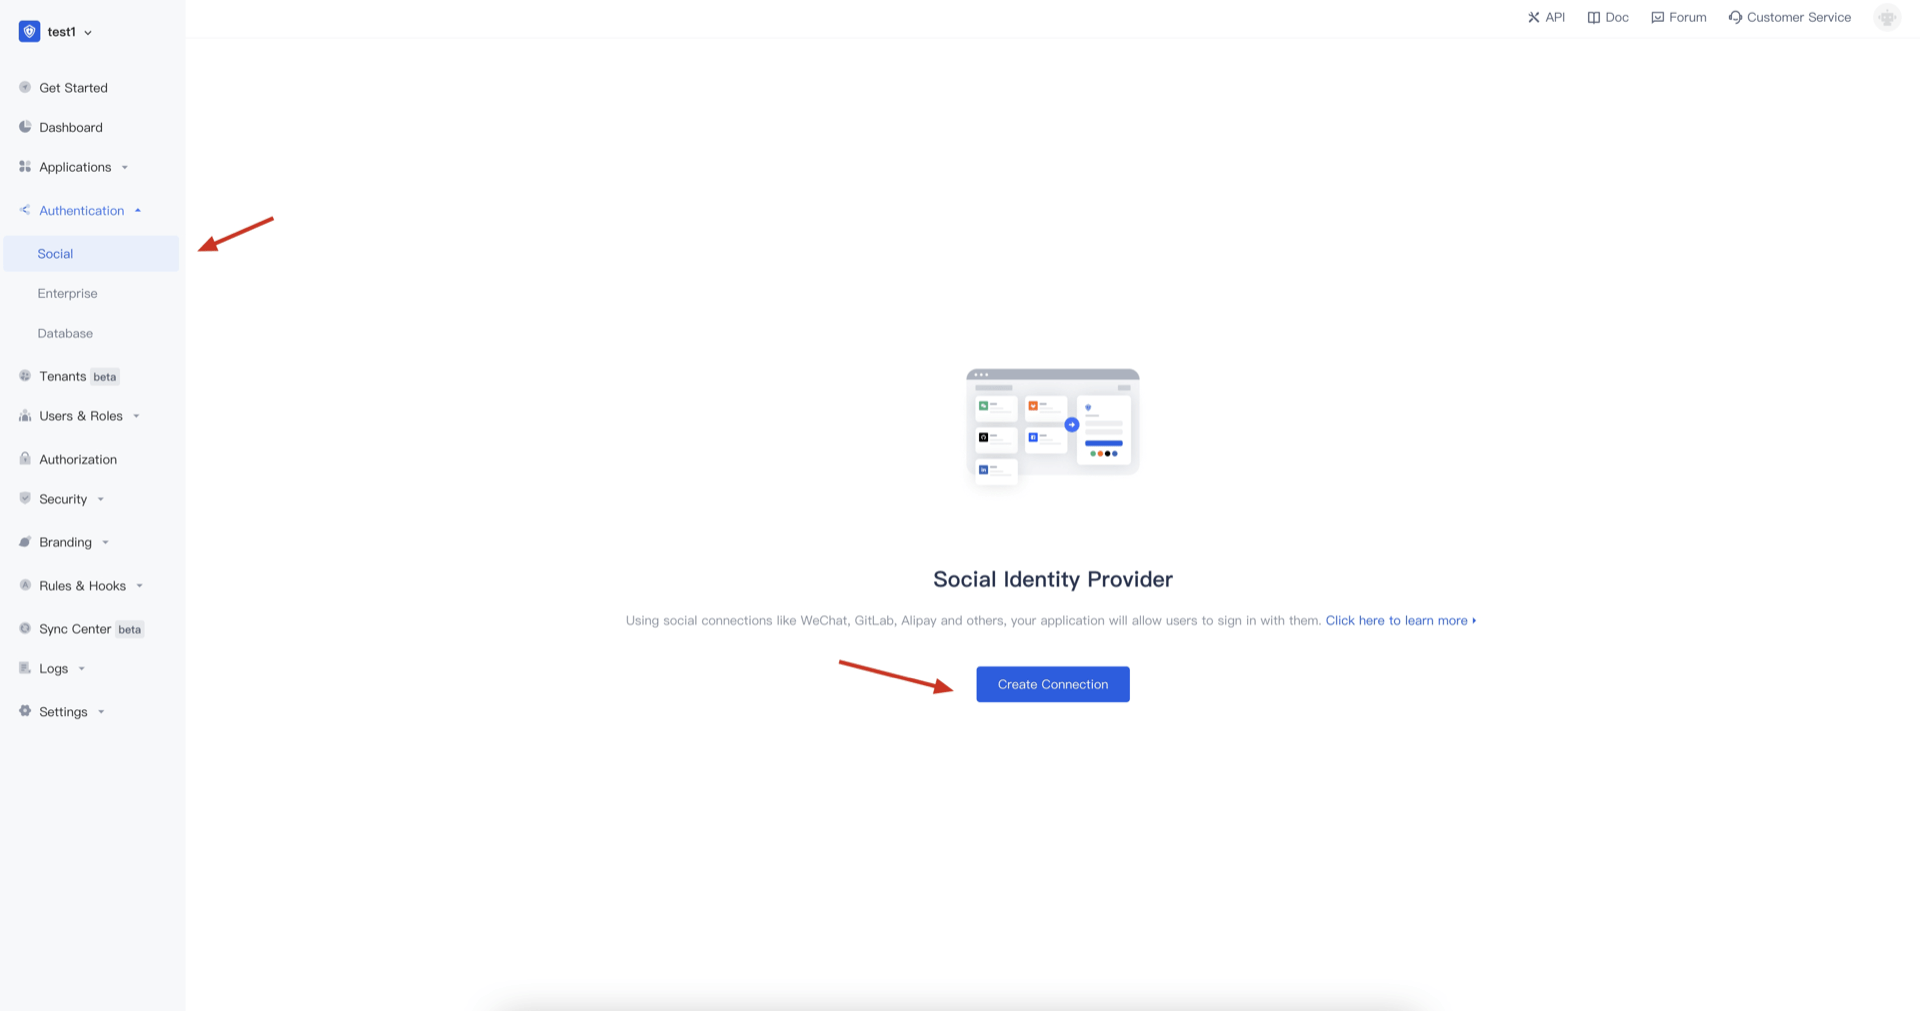 test1
API
Doc
Forum
Customer Service
Get Started
Dashboard
Applications
Authentication
Social
Enterprise
Database
Tenants beta
Users & Roles
Authorization
Security
Branding
Rules & Hooks
Sync Center beta
Logs
Settings
Social Identity Provider
Using social connections like WeChat, GitLab, Alipay and others, your application will allow users to sign in with them. Click here to learn more
Create Connection